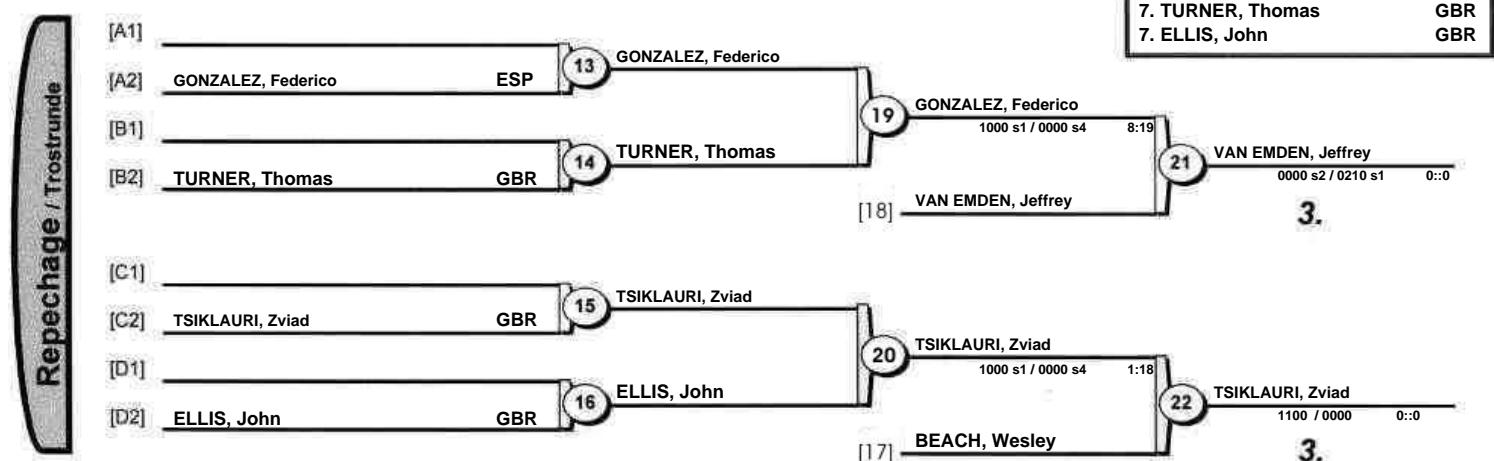 7. TURNER, Thomas GBR
7. ELLIS, John GBR
Repechage / Trostrunde
[A1]
[A2] GONZALEZ, Federico ESP
13 GONZALEZ, Federico
[B1]
[B2] TURNER, Thomas GBR
14 TURNER, Thomas
19 GONZALEZ, Federico
1000 s1 / 0000 s4 8:19
[18] VAN EMDEN, Jeffrey
21 VAN EMDEN, Jeffrey
0000 s2 / 0210 s1 0::0
3.
[C1]
[C2] TSIKLAURI, Zviad GBR
15 TSIKLAURI, Zviad
[D1]
[D2] ELLIS, John GBR
16 ELLIS, John
20 TSIKLAURI, Zviad
1000 s1 / 0000 s4 1:18
[17] BEACH, Wesley
22 TSIKLAURI, Zviad
1100 / 0000 0::0
3.